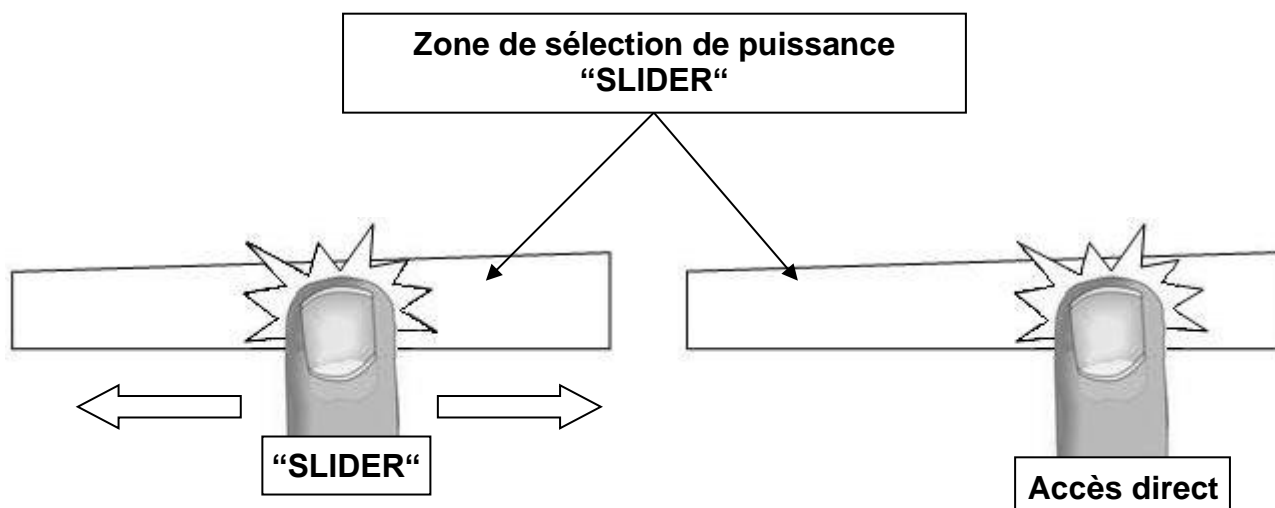 Zone de sélection de puissance
“SLIDER“
“SLIDER“
Accès direct